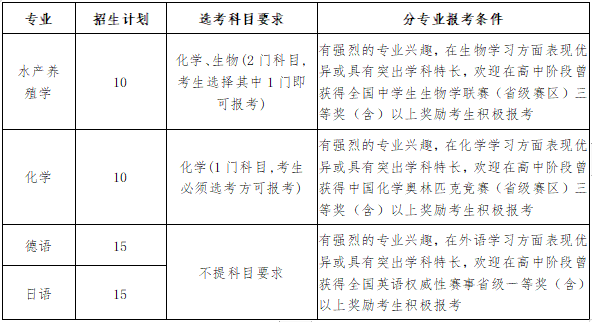 专业 招生计划 选考科目要求 分专业报考条件
水产养
殖学
10
化学、生物(2门科目,
考生选择其中1门即
可报考)
有强烈的专业兴趣,在生物学习方面表现优
异或具有突出学科特长,欢迎在高中阶段曾
获得全国中学生生物学联赛(省级赛区)三
等奖(含)以上奖励考生积极报考
化学
10
化学(1门科目,考生
必须选考方可报考)
有强烈的专业兴趣,在化学学习方面表现优
异或具有突出学科特长,欢迎在高中阶段曾
获得中国化学奥林匹克竞赛(省级赛区)三
等奖(含)以上奖励考生积极报考
德语
15
日语
15
不提科目要求
有强烈的专业兴趣,在外语学习方面表现优
异或具有突出学科特长,欢迎在高中阶段曾
获得全国英语权威性赛事省级一等奖(含)
以上奖励考生积极报考